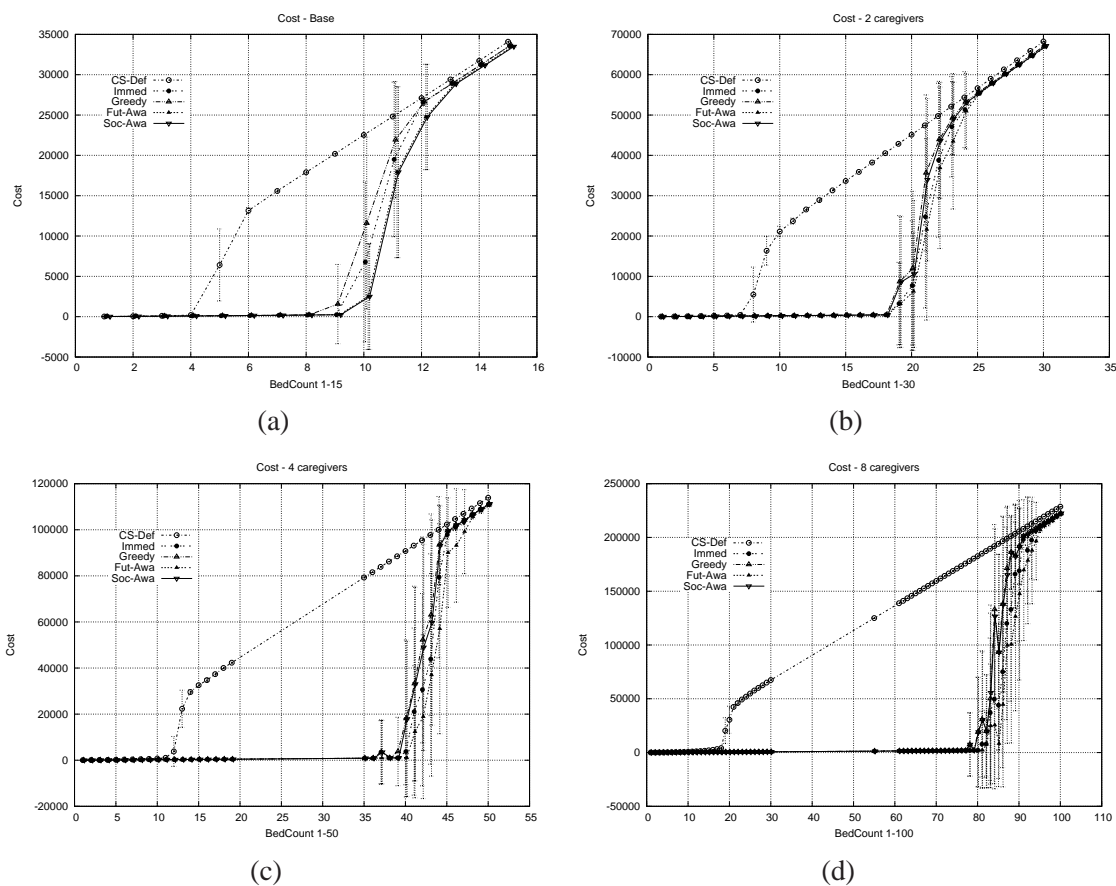 Cost - Base
35000
30000
25000
20000
15000
10000
5000
0
-5000
Cost
CS-Def
Immed
Greedy
Fut-Awa
Soc-Awa
0 2 4 6 8 10 12 14 16
BedCount 1-15
(a)
Cost - 2 caregivers
70000
60000
50000
40000
30000
20000
10000
0
-10000
Cost
CS-Def
Immed
Greedy
Fut-Awa
Soc-Awa
0 5 10 15 20 25 30 35
BedCount 1-30
(b)
Cost - 4 caregivers
120000
100000
80000
60000
40000
20000
0
-20000
Cost
CS-Def
Immed
Greedy
Fut-Awa
Soc-Awa
0 5 10 15 20 25 30 35 40 45 50 55
BedCount 1-50
(c)
Cost - 8 caregivers
250000
200000
150000
100000
50000
0
-50000
Cost
CS-Def
Immed
Greedy
Fut-Awa
Soc-Awa
0 10 20 30 40 50 60 70 80 90 100 110
BedCount 1-100
(d)